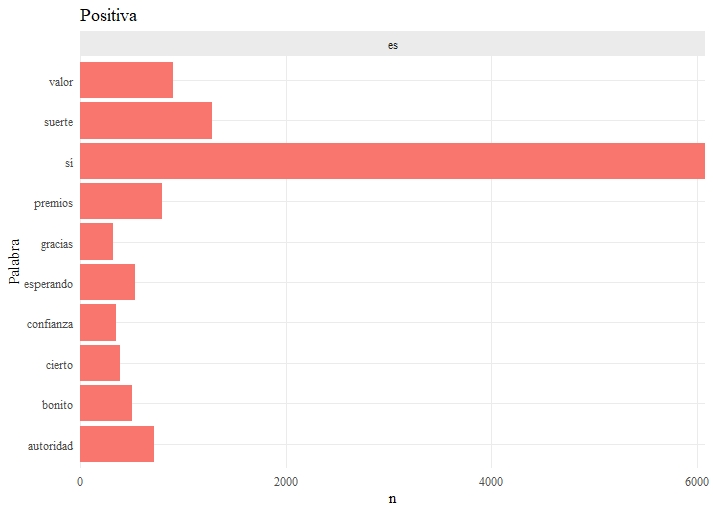 Positiva
es
valor
suerte
si
premios
gracias
esperando
confianza
cierto
bonito
autoridad
Palabra
0 2000 4000 6000
n